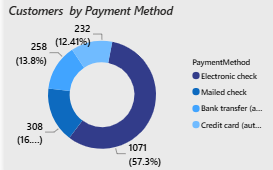 Customers by Payment Method
232
(12.41%)
258
(13.8%)
308
(16....)
1071
(57.3%)
PaymentMethod
Electronic check
Mailed check
Bank transfer (a...
Credit card (aut...